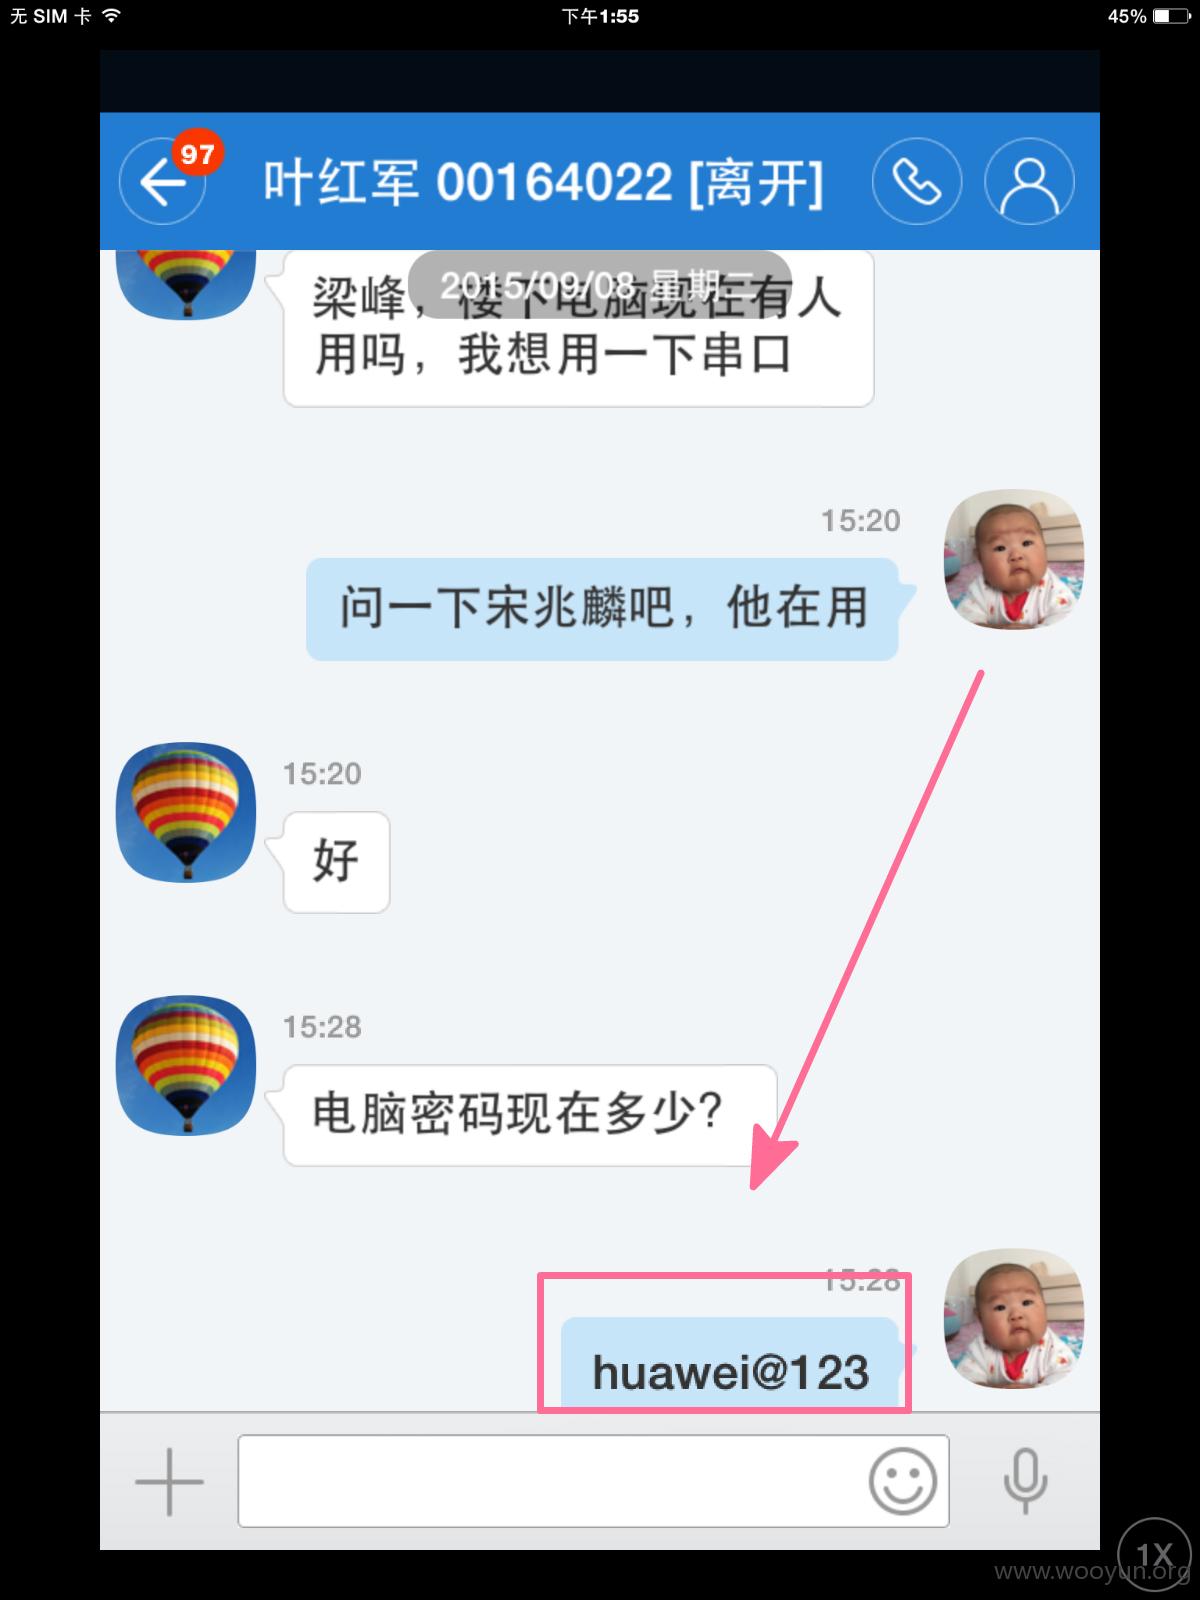 无 SIM 卡
下午1:55
45%
97
叶红军 00164022 [离开]
2015/09/08 星期二
梁峰，楼下电脑现在有人
用吗，我想用一下串口
15:20
问一下宋兆麟吧，他在用
15:20
好
15:28
电脑密码现在多少?
15:28
huawei@123
1X
www.wooyun.org